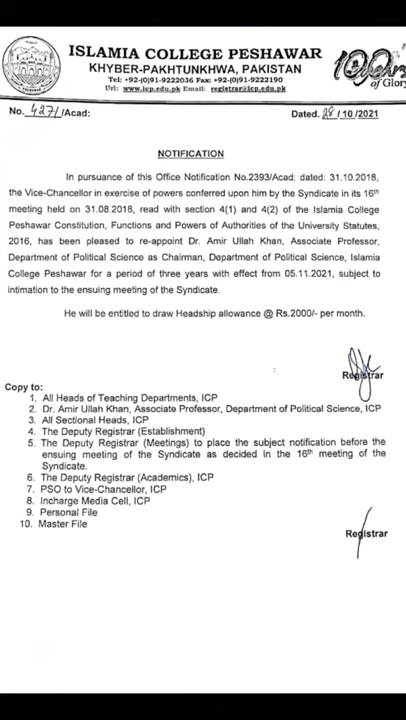 ISLAMIA COLLEGE PESHAWAR
KHYBER-PAKHTUNKHWA, PAKISTAN
Tel: +92-(0)91-9222036 Fax: +92-(0)91-9222190
Url: www.icp.edu.pk Email: registrar@icp.edu.pk
100 Years
of Glory
No. 427/ /Acad:
Dated. 28/10/2021
NOTIFICATION
In pursuance of this Office Notification No.2393/Acad: dated: 31.10.2018,
the Vice-Chancellor in exercise of powers conferred upon him by the Syndicate in its 16th
meeting held on 31.08.2018, read with section 4(1) and 4(2) of the Islamia College
Peshawar Constitution, Functions and Powers of Authorities of the University Statutes,
2016, has been pleased to re-appoint Dr. Amir Ullah Khan, Associate Professor,
Department of Political Science as Chairman, Department of Political Science, Islamia
College Peshawar for a period of three years with effect from 05.11.2021, subject to
intimation to the ensuing meeting of the Syndicate.
He will be entitled to draw Headship allowance @ Rs.2000/- per month.
Registrar
Copy to:
1. All Heads of Teaching Departments, ICP
2. Dr. Amir Ullah Khan, Associate Professor, Department of Political Science, ICP
3. All Sectional Heads, ICP
4. The Deputy Registrar (Establishment)
5. The Deputy Registrar (Meetings) to place the subject notification before the
ensuing meeting of the Syndicate as decided in the 16th meeting of the
Syndicate.
6. The Deputy Registrar (Academics), ICP
7. PSO to Vice-Chancellor, ICP
8. Incharge Media Cell, ICP
9. Personal File
10. Master File
Registrar